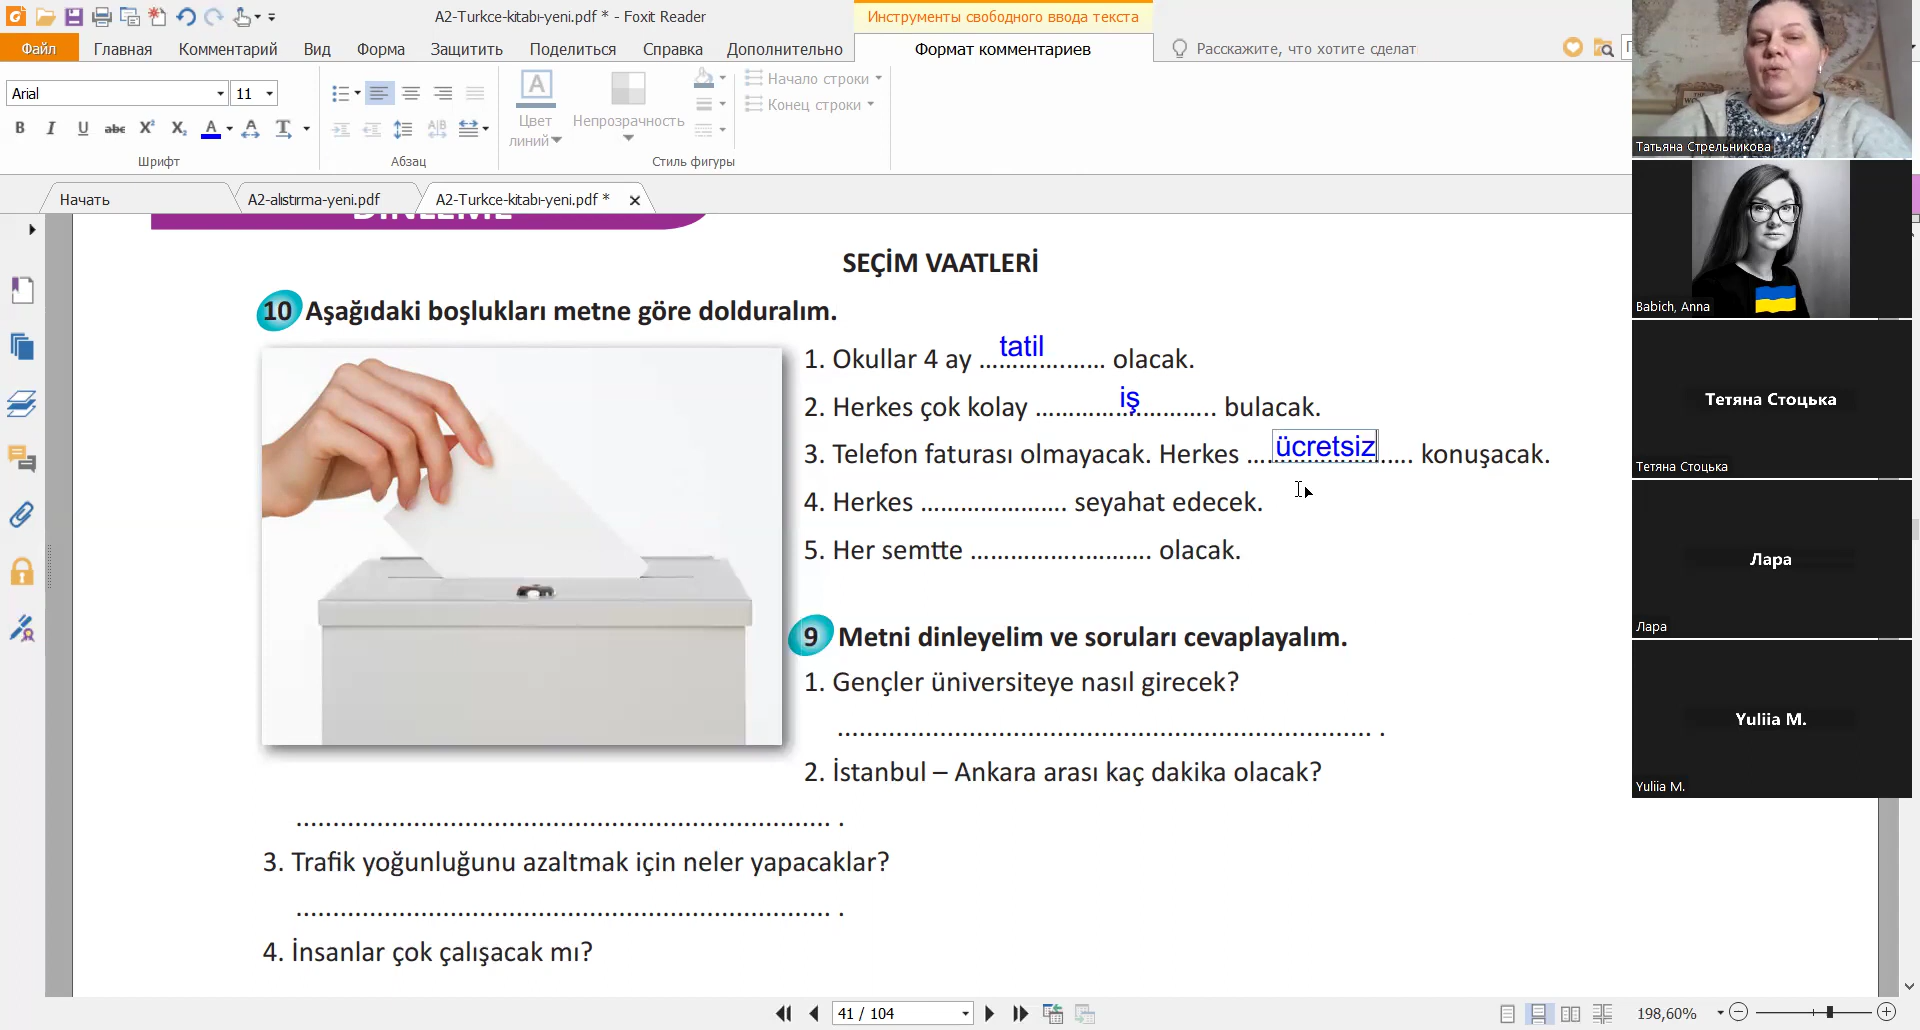 A2-Turkce-kitabı-yeni.pdf * - Foxit Reader
Инструменты свободного ввода текста
Файл
Главная
Комментарий
Вид
Форма
Защитить
Поделиться
Справка
Дополнительно
Формат комментариев
Расскажите, что хотите сделат
Arial
11
Цвет линий
Непрозрачность
Начало строки
Конец строки
Шрифт
Абзац
Стиль фигуры
Начать
A2-alıstırma-yeni.pdf
A2-Turkce-kitabı-yeni.pdf *
DİNLEME
SEÇİM VAATLERİ
10 Aşağıdaki boşlukları metne göre dolduralım.
1. Okullar 4 ay ..... tatil ..... olacak.
2. Herkes çok kolay ..... iş ..... bulacak.
3. Telefon faturası olmayacak. Herkes ... ücretsiz ... konuşacak.
4. Herkes ...................... seyahat edecek.
5. Her semtte ........................... olacak.
9 Metni dinleyelim ve soruları cevaplayalım.
1. Gençler üniversiteye nasıl girecek?
......................................................................... .
2. İstanbul – Ankara arası kaç dakika olacak?
......................................................................... .
3. Trafik yoğunluğunu azaltmak için neler yapacaklar?
......................................................................... .
4. İnsanlar çok çalışacak mı?
41 / 104
198,60%
Татьяна Стрельникова
Babich, Anna
Тетяна Стоцька
Тетяна Стоцька
Лара
Лара
Yuliia M.
Yuliia M.